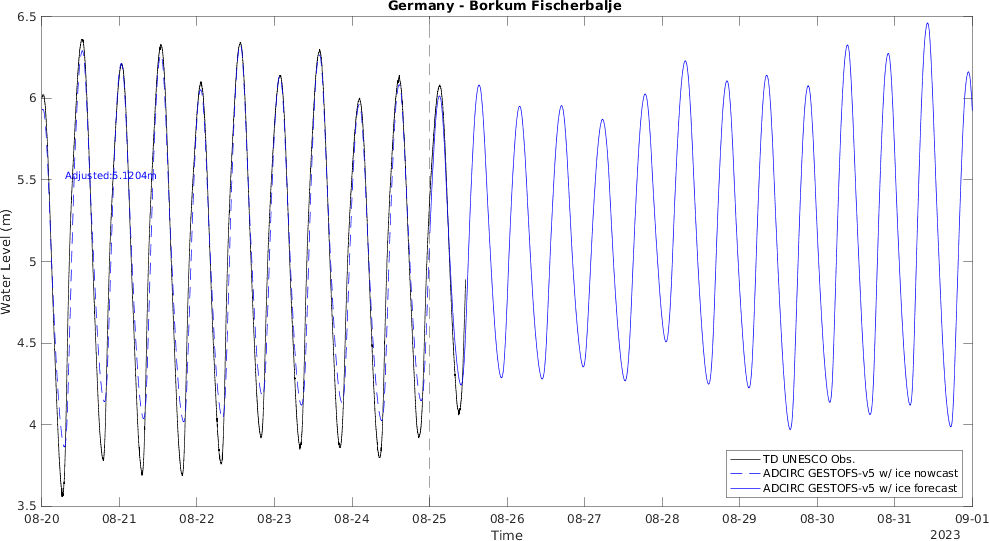 Germany - Borkum Fischerbalje
6.5
6
5.5
5
4.5
4
3.5
Water Level (m)
Adjusted:5.1204m
TD UNESCO Obs.
ADCIRC GESTOFS-v5 w/ ice nowcast
ADCIRC GESTOFS-v5 w/ ice forecast
08-20 08-21 08-22 08-23 08-24 08-25 08-26 08-27 08-28 08-29 08-30 08-31 09-01
Time
2023